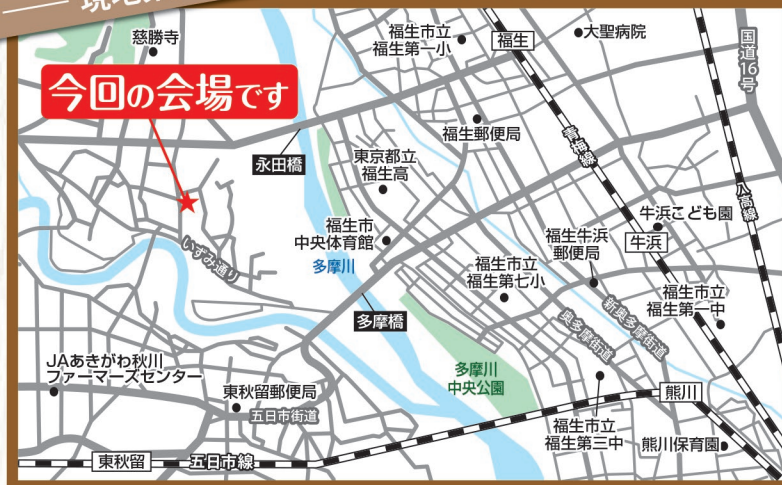 慈勝寺
今回の会場です
福生市立
福生第一小
福生
大聖病院
国道16号
永田橋
東京都立
福生高
福生郵便局
青梅線
八高線
福生市
中央体育館
多摩川
いずみ通り
多摩橋
福生市立
福生第七小
福生牛浜
郵便局
牛浜こども園
牛浜
福生市立
福生第一中
新奥多摩街道
奥多摩街道
JAあきがわ秋川
ファーマーズセンター
東秋留郵便局
五日市街道
多摩川
中央公園
福生市立
福生第三中
熊川
熊川保育園
東秋留
五日市線